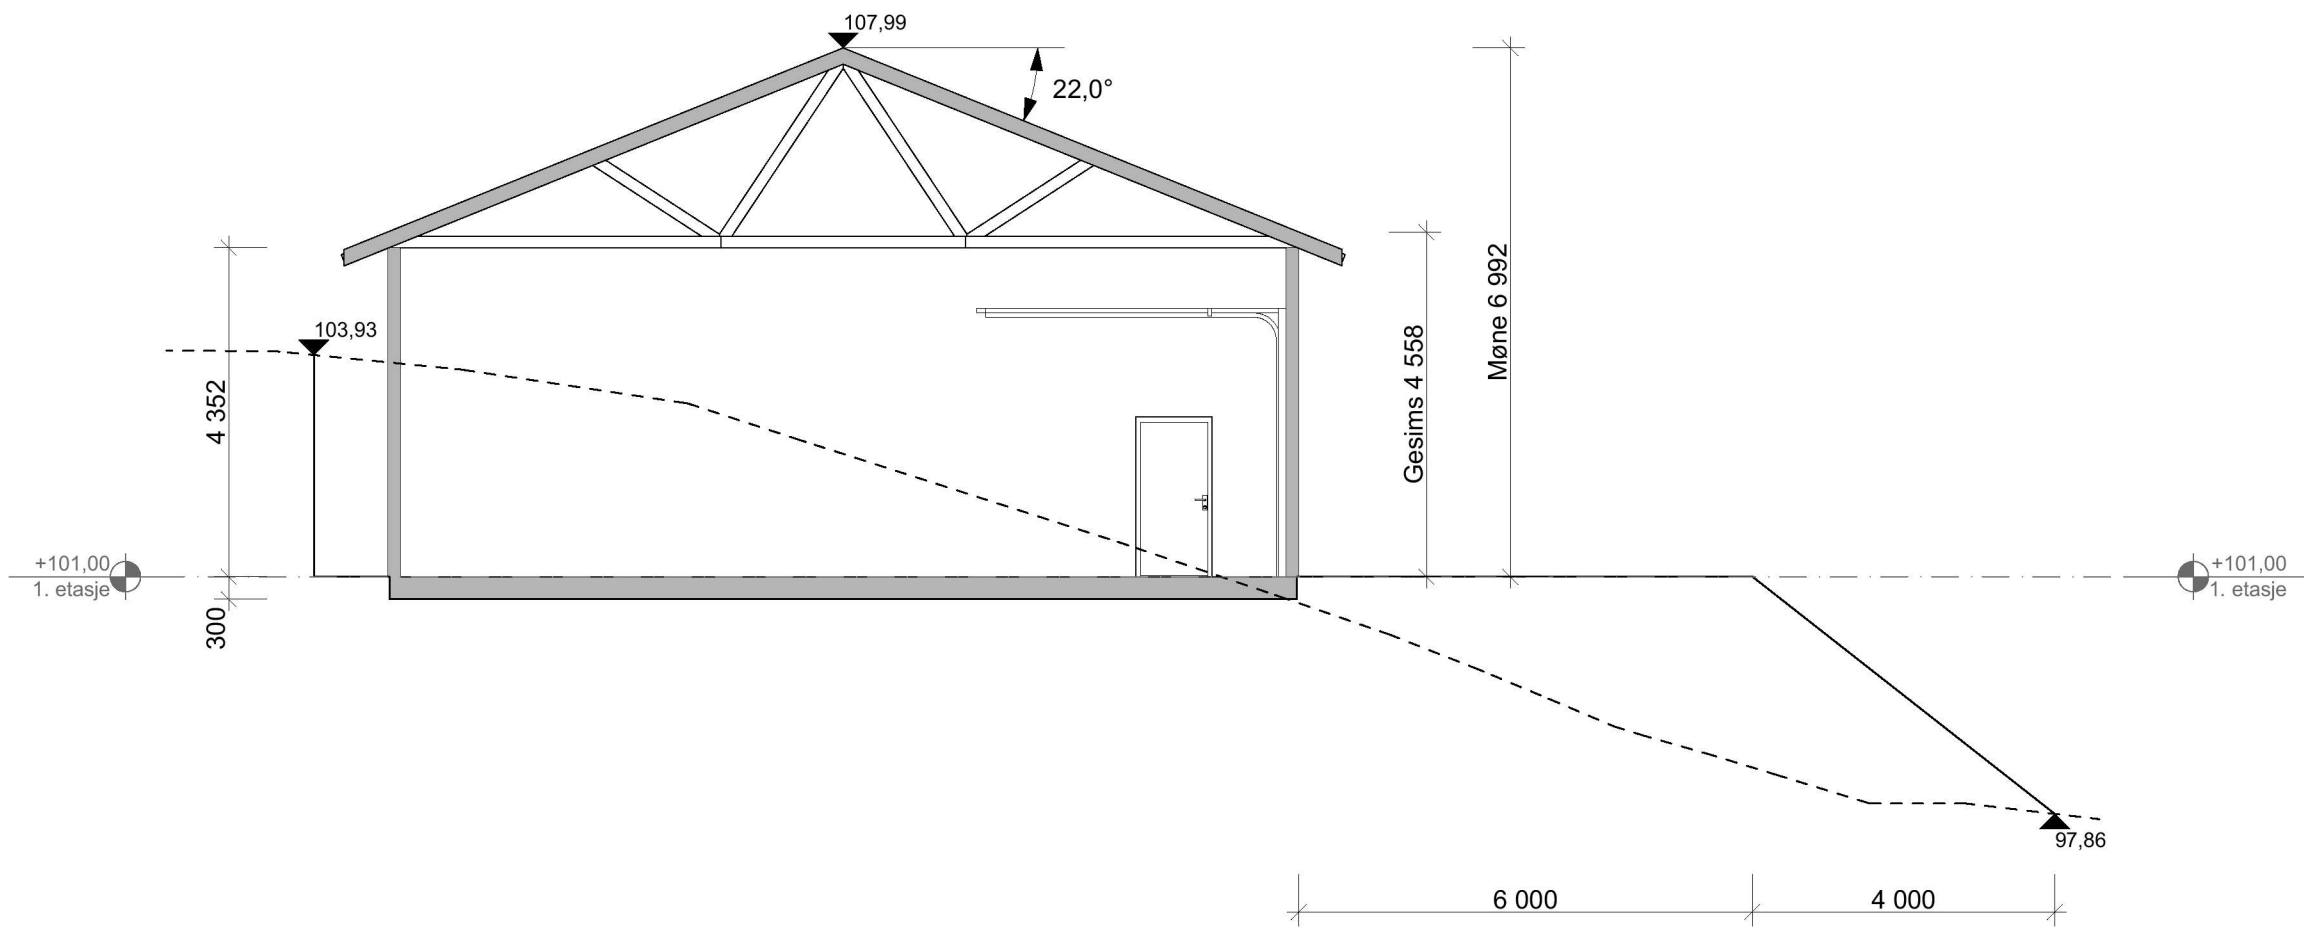 107,99
22,0°
103,93
4 352
Gesims 4 558
Møne 6 992
+101,00
1. etasje
+101,00
1. etasje
300
97,86
6 000
4 000